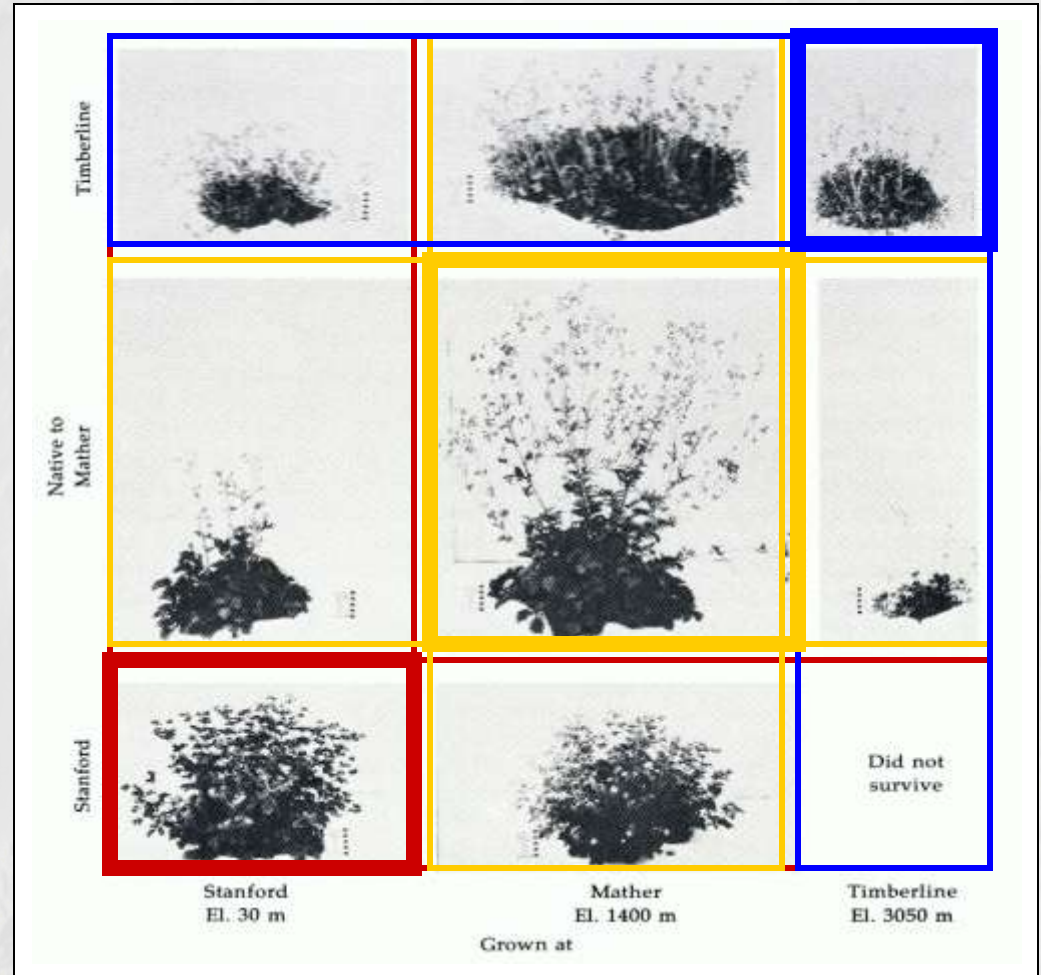 Timberline
Native to
Mather
Stanford
Did not
survive
Stanford
El. 30 m
Mather
El. 1400 m
Timberline
El. 3050 m
Grown at